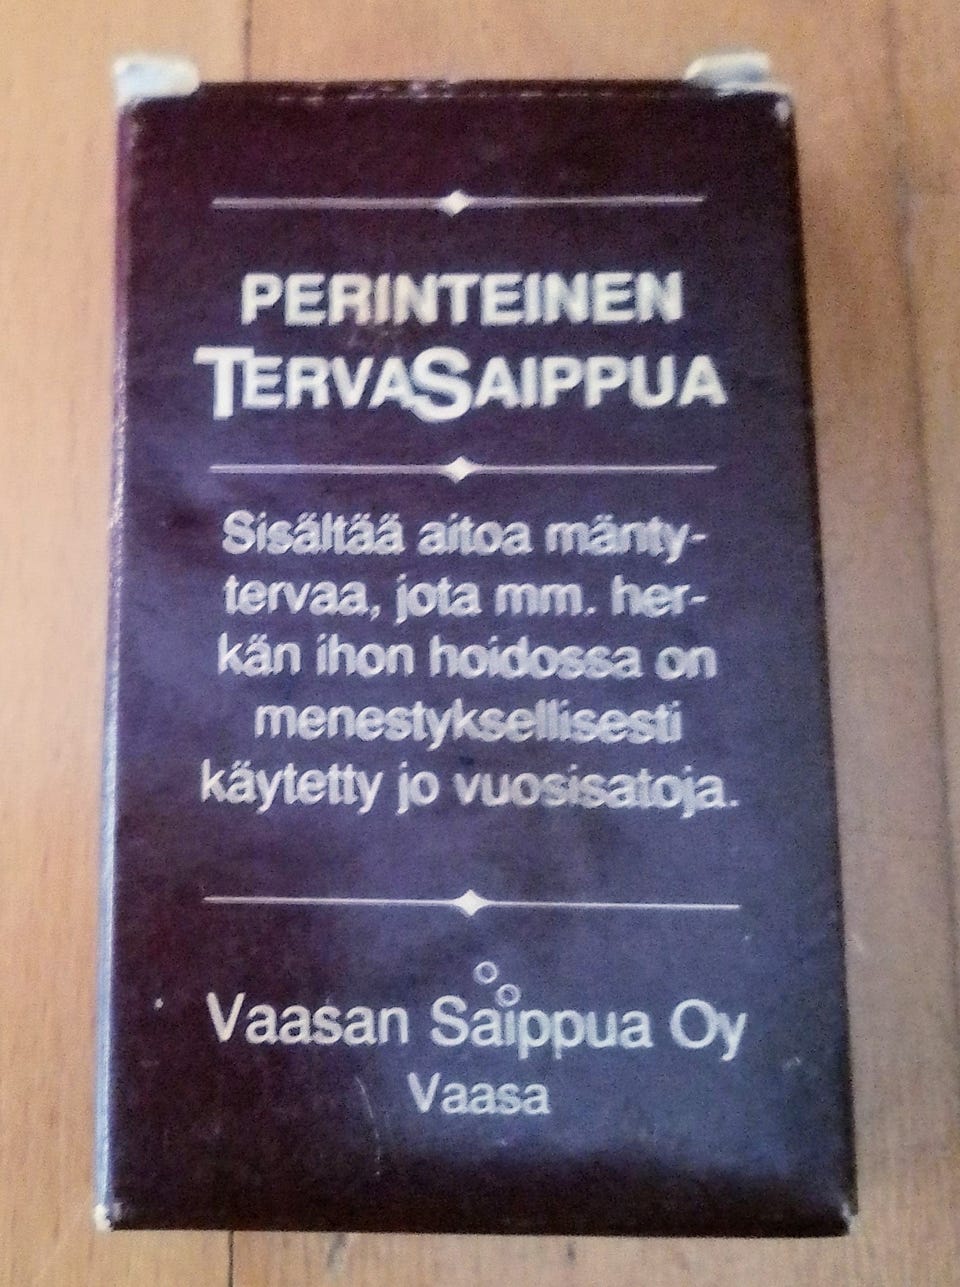 PERINTEINEN
TERVASAIPPUA
Sisältää aitoa mänty-
tervaa, jota mm. her-
kän ihon hoidossa on
menestyksellisesti
käytetty jo vuosisatoja.
Vaasan Saippua Oy
Vaasa